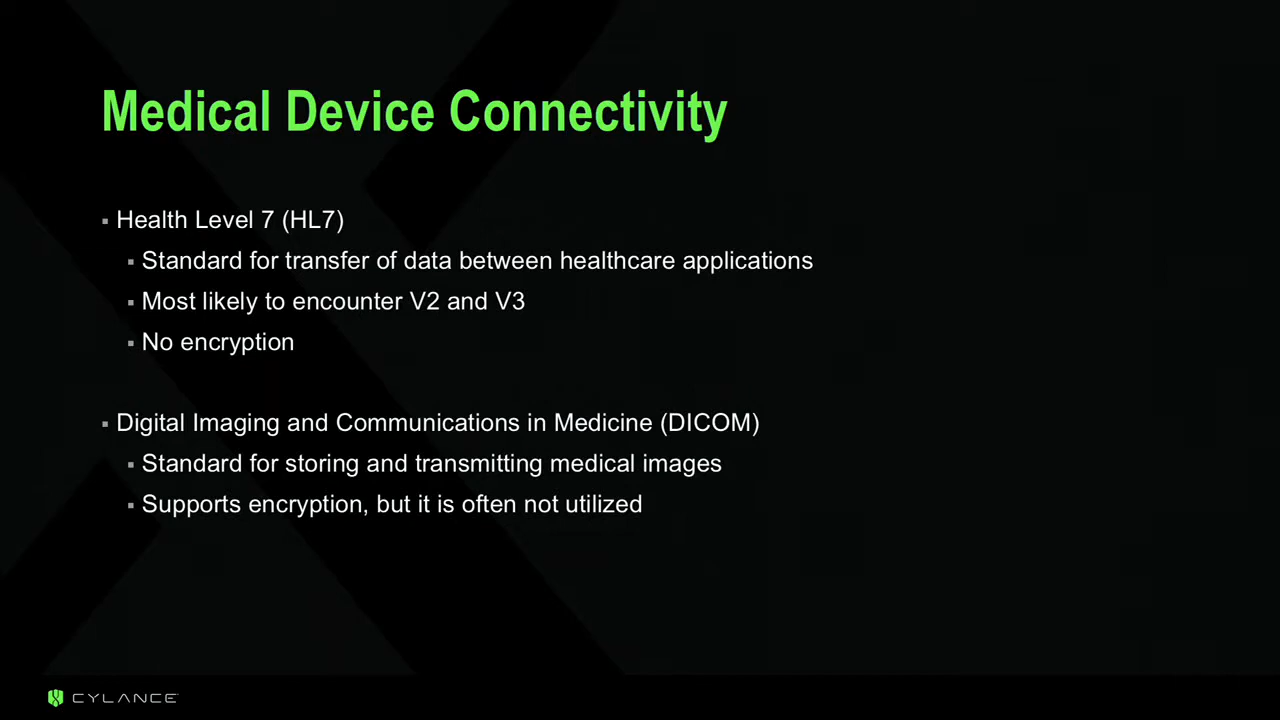 Medical Device Connectivity
▪ Health Level 7 (HL7)
▪ Standard for transfer of data between healthcare applications
▪ Most likely to encounter V2 and V3
▪ No encryption
▪ Digital Imaging and Communications in Medicine (DICOM)
▪ Standard for storing and transmitting medical images
▪ Supports encryption, but it is often not utilized
CYLANCE